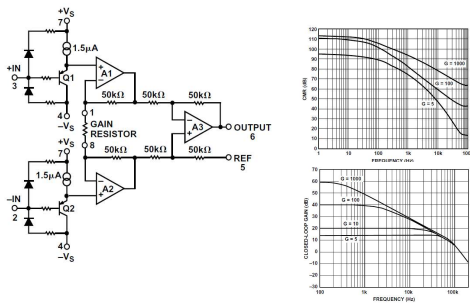 +VS
7
1.5μA
+IN
3
Q1
A1
4
–VS
50kΩ
50kΩ
50kΩ
1
GAIN
RESISTOR
8
A3
OUTPUT
6
50kΩ
50kΩ
50kΩ
REF
5
7
+VS
1.5μA
A2
–IN
2
Q2
4
–VS
120
110
100
90
80
70
60
50
40
30
20
10
0
CMR (dB)
G = 1000
G = 100
G = 5
1
10
100
1k
10k
FREQUENCY (Hz)
70
60
50
40
30
20
10
0
–10
–20
–30
CLOSED-LOOP GAIN (dB)
G = 1000
G = 100
G = 10
G = 5
100
1k
10k
100k
FREQUENCY (Hz)